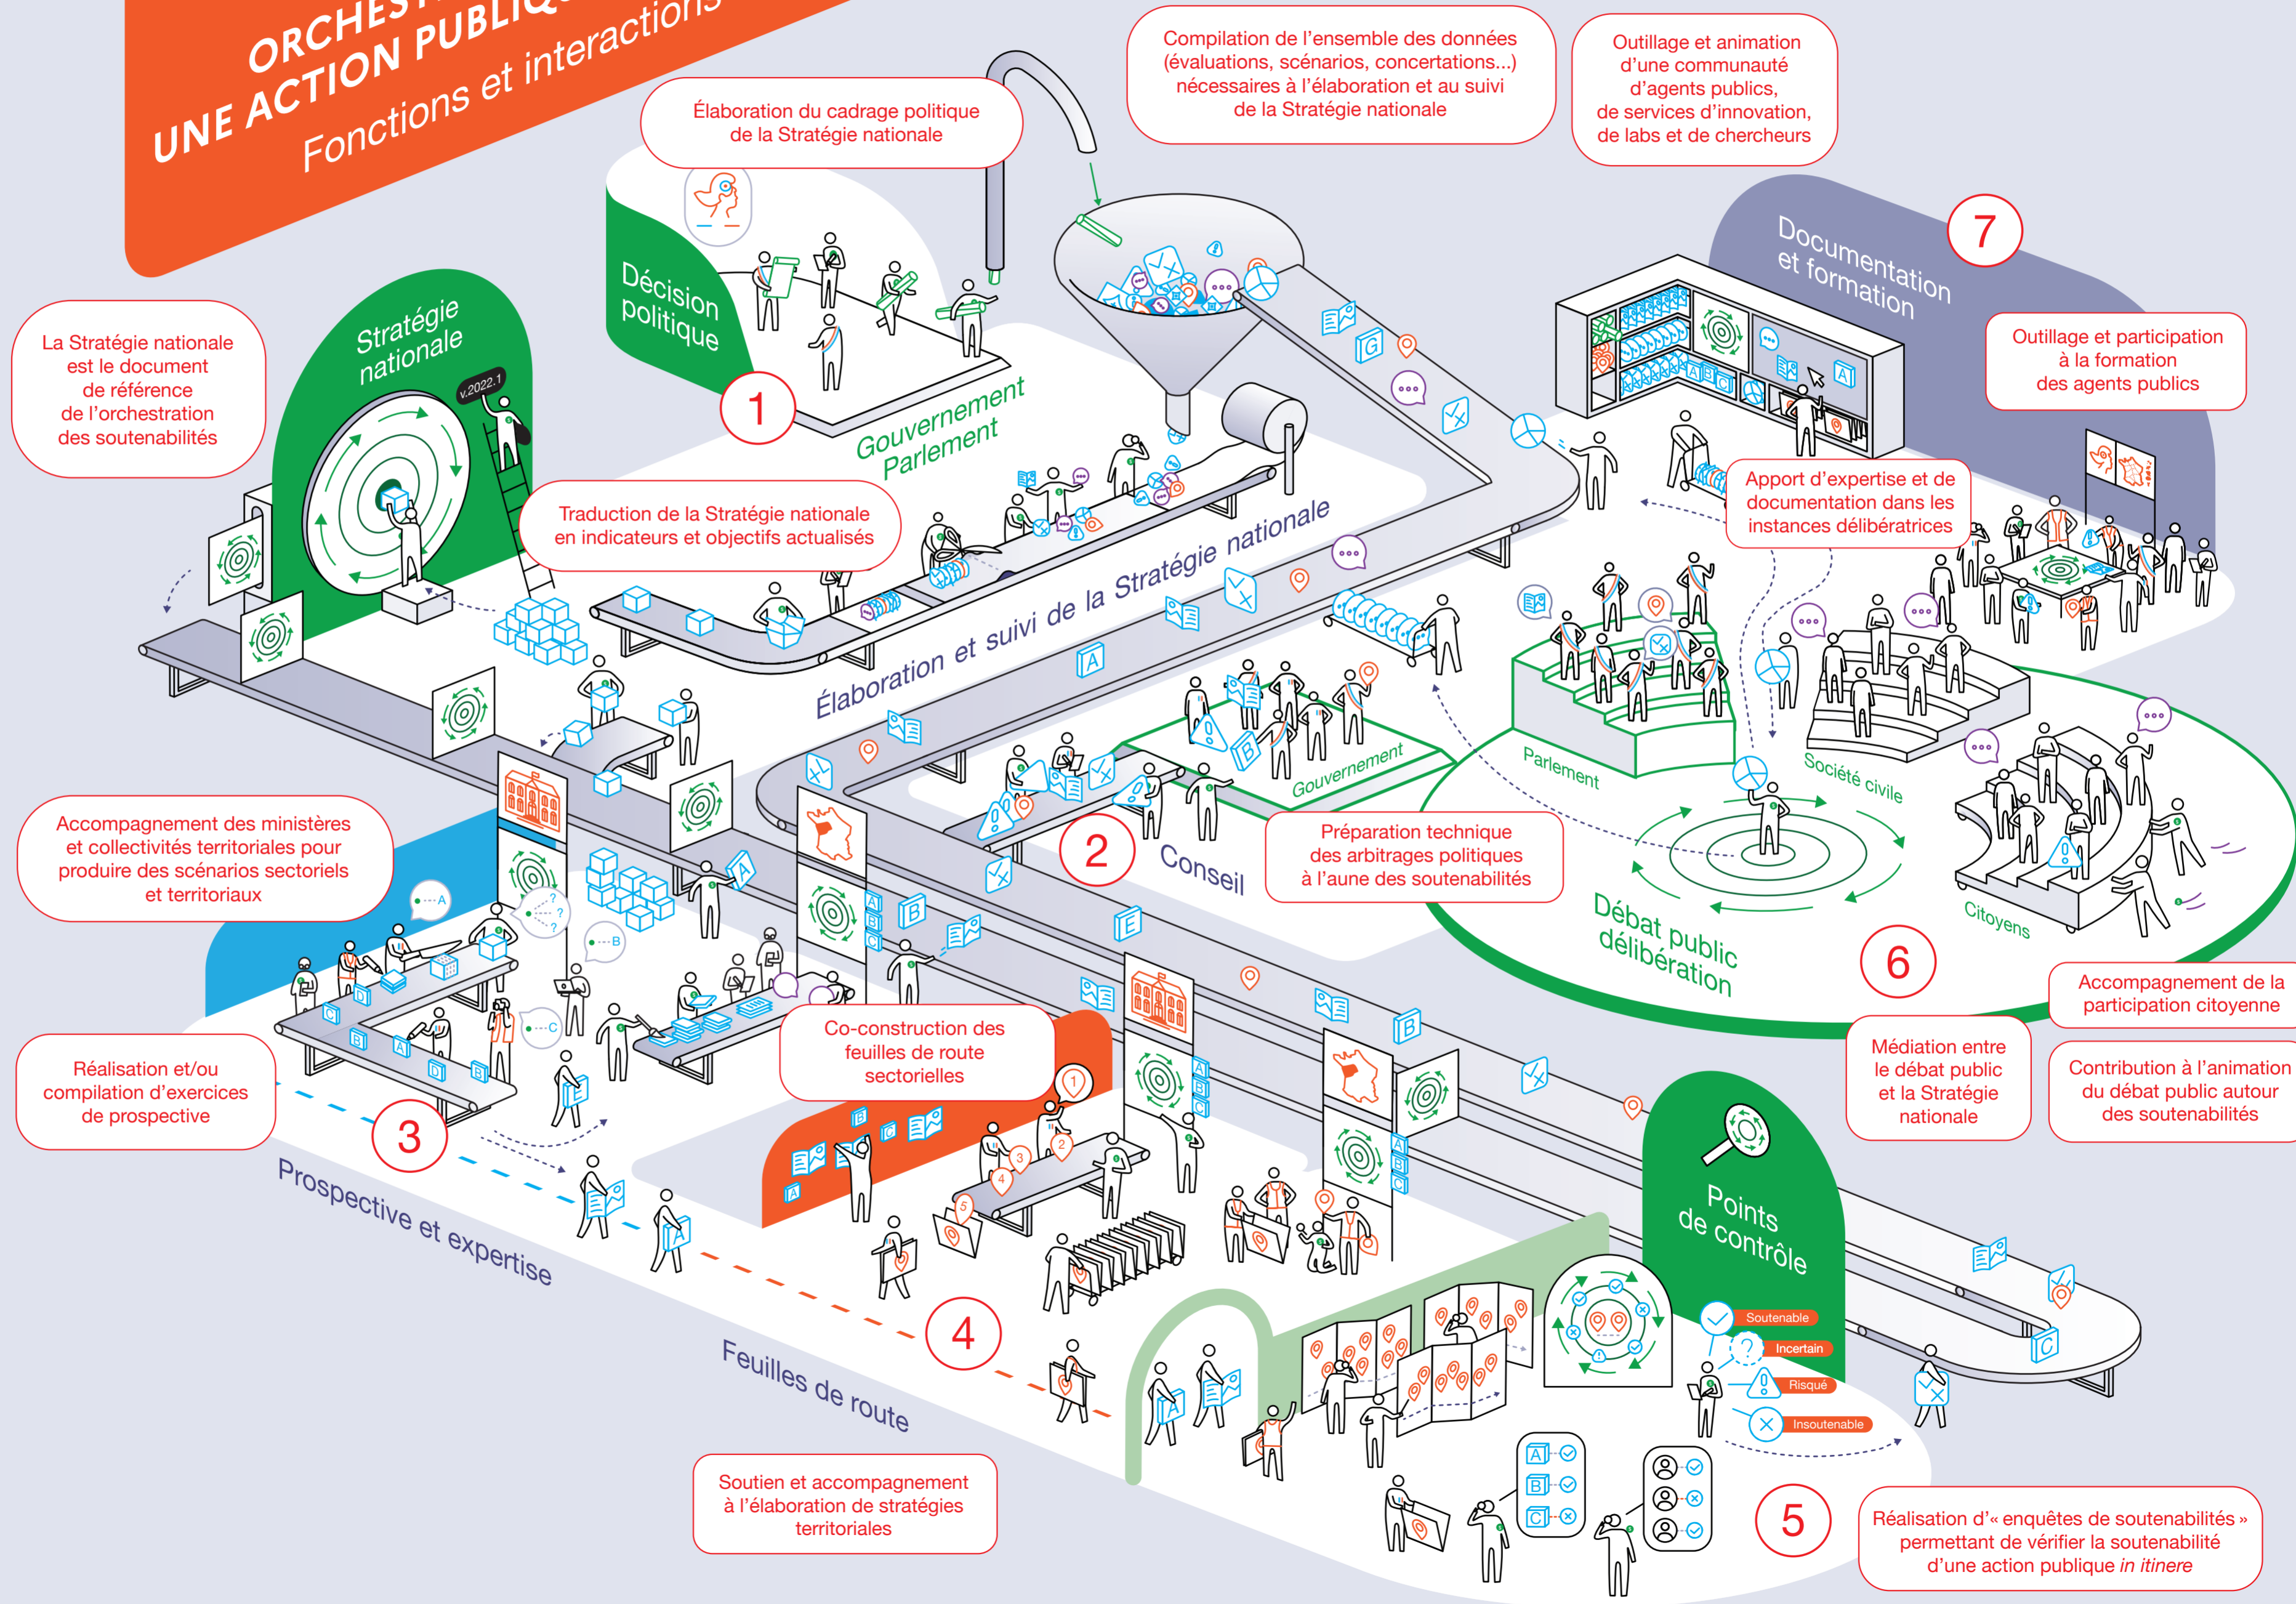 UNE ACTION PUBLIQUE
Fonctions et interactions
Élaboration du cadrage politique
de la Stratégie nationale
Compilation de l'ensemble des données
(évaluations, scénarios, concertations...)
nécessaires à l'élaboration et au suivi
de la Stratégie nationale
Outillage et animation
d'une communauté
d'agents publics,
de services d'innovation,
de labs et de chercheurs
7
Documentation
et formation
Outillage et participation
à la formation
des agents publics
La Stratégie nationale
est le document
de référence
de l'orchestration
des soutenabilités
Stratégie
nationale
v.2022.1
Décision
politique
1
Gouvernement
Parlement
G
A
B
C
A
Traduction de la Stratégie nationale
en indicateurs et objectifs actualisés
Apport d'expertise et de
documentation dans les
instances délibératrices
Élaboration et suivi de la Stratégie nationale
A
B
Gouvernement
2
Conseil
Préparation technique
des arbitrages politiques
à l'aune des soutenabilités
Parlement
Société civile
Citoyens
Débat public
délibération
6
Accompagnement de la
participation citoyenne
Médiation entre
le débat public
et la Stratégie
nationale
Contribution à l'animation
du débat public autour
des soutenabilités
Accompagnement des ministères
et collectivités territoriales pour
produire des scénarios sectoriels
et territoriaux
A
?
?
?
B
C
A
A
B
C
B
E
B
D
C
B
A
D
B
E
Réalisation et/ou
compilation d'exercices
de prospective
3
Prospective et expertise
A
Co-construction des
feuilles de route
sectorielles
B
C
A
1
2
3
4
5
A
B
C
A
B
C
4
Feuilles de route
Soutien et accompagnement
à l'élaboration de stratégies
territoriales
A
Points
de contrôle
Soutenable
?
Incertain
Risqué
Insoutenable
C
A
B
C
5
Réalisation d'« enquêtes de soutenabilités »
permettant de vérifier la soutenabilité
d'une action publique in itinere